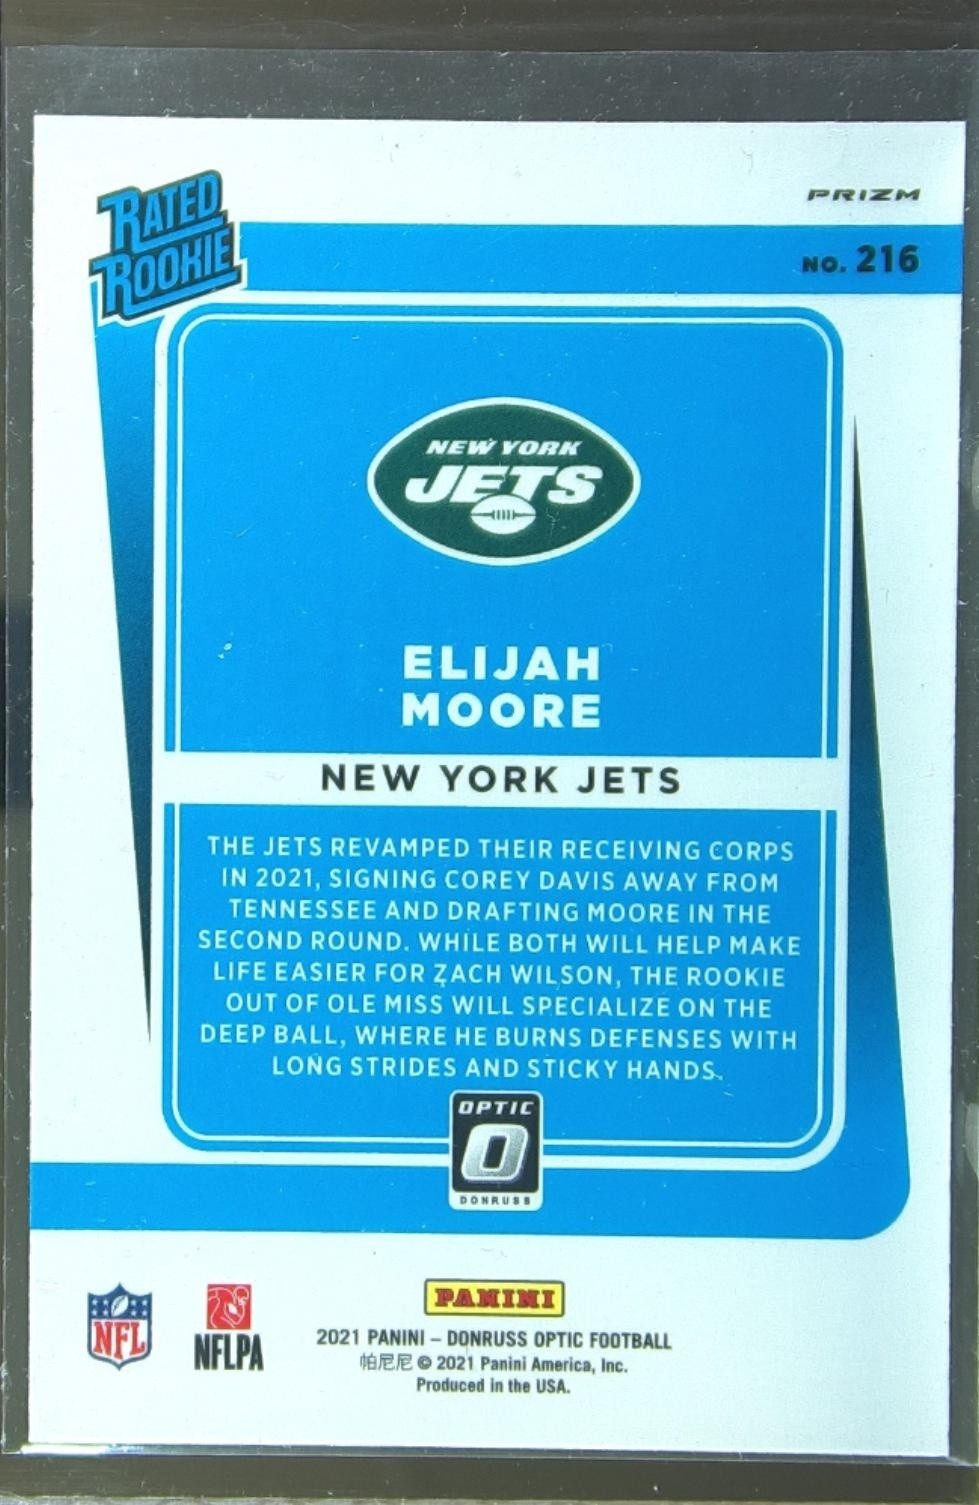 RATED
ROOKIE
PRIZM
NO. 216
NEW YORK
JETS
ELIJAH
MOORE
NEW YORK JETS
THE JETS REVAMPED THEIR RECEIVING CORPS
IN 2021, SIGNING COREY DAVIS AWAY FROM
TENNESSEE AND DRAFTING MOORE IN THE
SECOND ROUND. WHILE BOTH WILL HELP MAKE
LIFE EASIER FOR ZACH WILSON, THE ROOKIE
OUT OF OLE MISS WILL SPECIALIZE ON THE
DEEP BALL, WHERE HE BURNS DEFENSES WITH
LONG STRIDES AND STICKY HANDS.
OPTIC
O
DONRUSS
NFL
NFLPA
PANINI
2021 PANINI – DONRUSS OPTIC FOOTBALL
帕尼尼 © 2021 Panini America, Inc.
Produced in the USA.